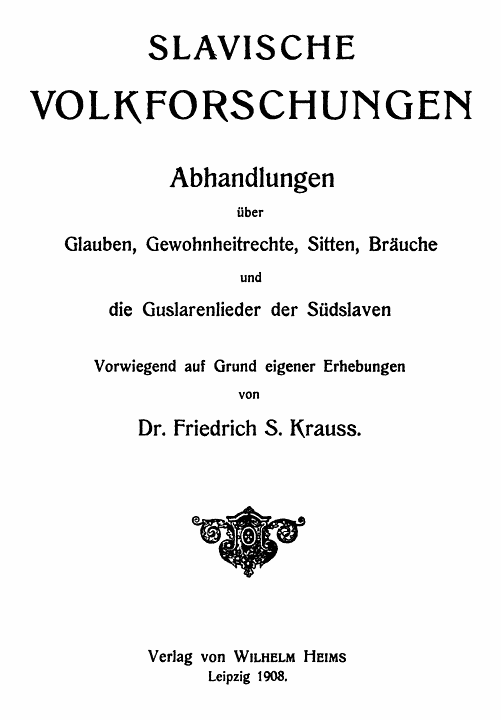 SLAVISCHE
VOLKFORSCHUNGEN
Abhandlungen
über
Glauben, Gewohnheitrechte, Sitten, Bräuche
und
die Guslarenlieder der Südslaven
Vorwiegend auf Grund eigener Erhebungen
von
Dr. Friedrich S. Krauss.
Verlag von WILHELM HEIMS
Leipzig 1908.